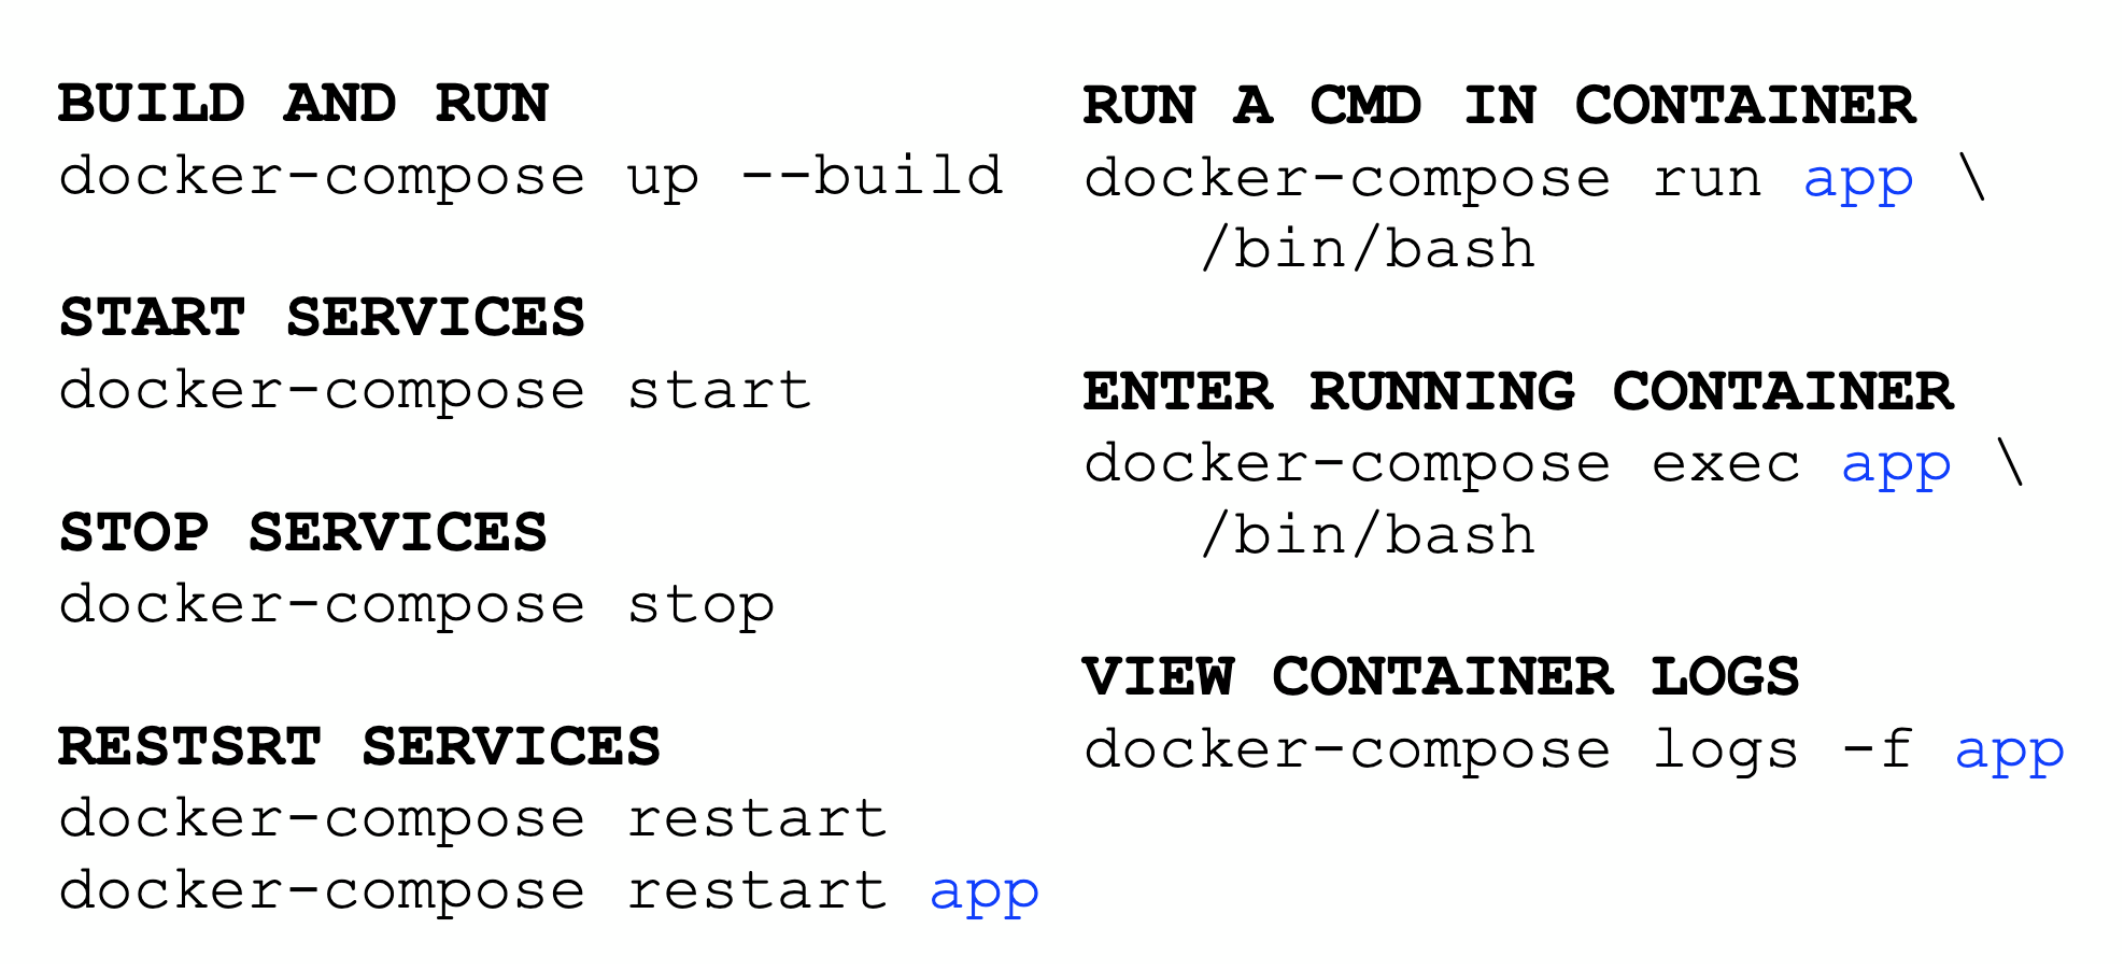 BUILD AND RUN
docker-compose up --build
START SERVICES
docker-compose start
STOP SERVICES
docker-compose stop
RESTSRT SERVICES
docker-compose restart
docker-compose restart app
RUN A CMD IN CONTAINER
docker-compose run app \
/bin/bash
ENTER RUNNING CONTAINER
docker-compose exec app \
/bin/bash
VIEW CONTAINER LOGS
docker-compose logs -f app